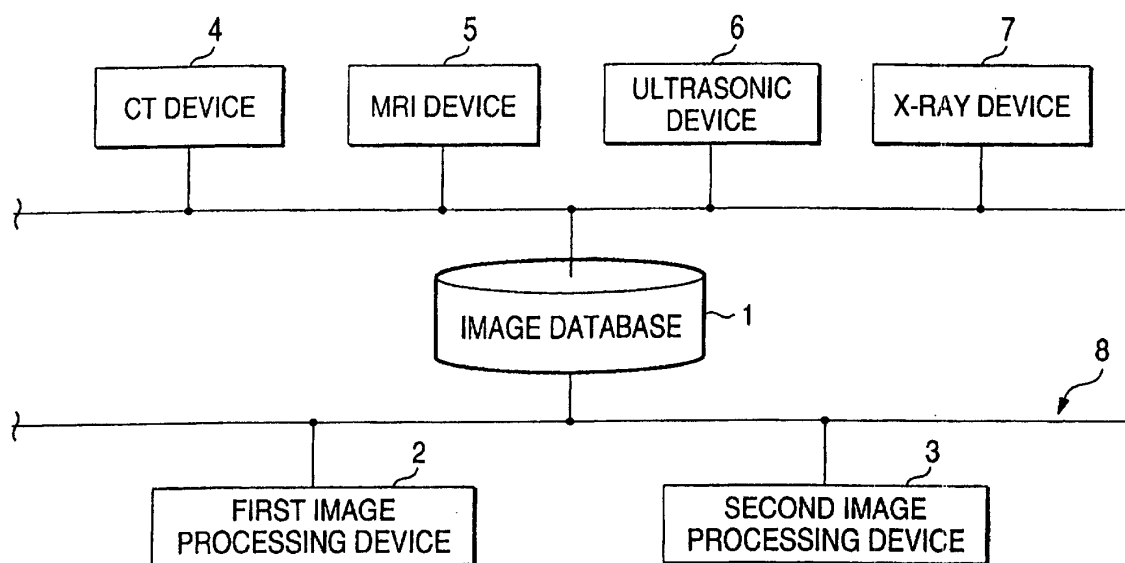 4
5
6
7
CT DEVICE
MRI DEVICE
ULTRASONIC
DEVICE
X-RAY DEVICE
IMAGE DATABASE
1
8
2
3
FIRST IMAGE
PROCESSING DEVICE
SECOND IMAGE
PROCESSING DEVICE